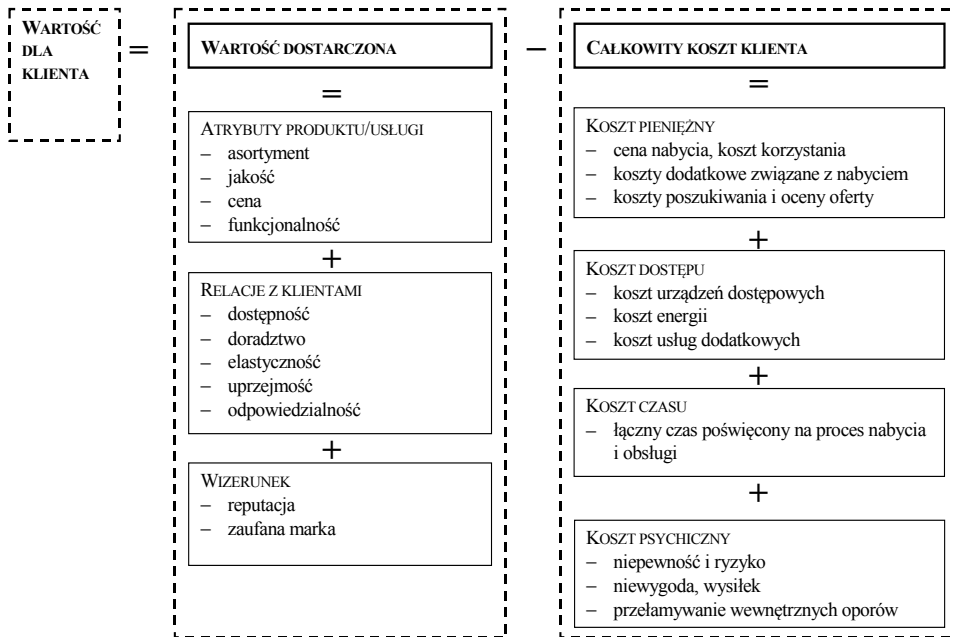 WARTOŚĆ
DLA
KLIENTA
=
WARTOŚĆ DOSTARCZONA
=
ATRYBUTY PRODUKTU/USŁUGI
– asortyment
– jakość
– cena
– funkcjonalność
+
RELACJE Z KLIENTAMI
– dostępność
– doradztwo
– elastyczność
– uprzejmość
– odpowiedzialność
+
WIZERUNEK
– reputacja
– zaufana marka
–
CAŁKOWITY KOSZT KLIENTA
=
KOSZT PIENIĘŻNY
– cena nabycia, koszt korzystania
– koszty dodatkowe związane z nabyciem
– koszty poszukiwania i oceny oferty
+
KOSZT DOSTĘPU
– koszt urządzeń dostępowych
– koszt energii
– koszt usług dodatkowych
+
KOSZT CZASU
– łączny czas poświęcony na proces nabycia
i obsługi
+
KOSZT PSYCHICZNY
– niepewność i ryzyko
– niewygoda, wysiłek
– przełamywanie wewnętrznych oporów